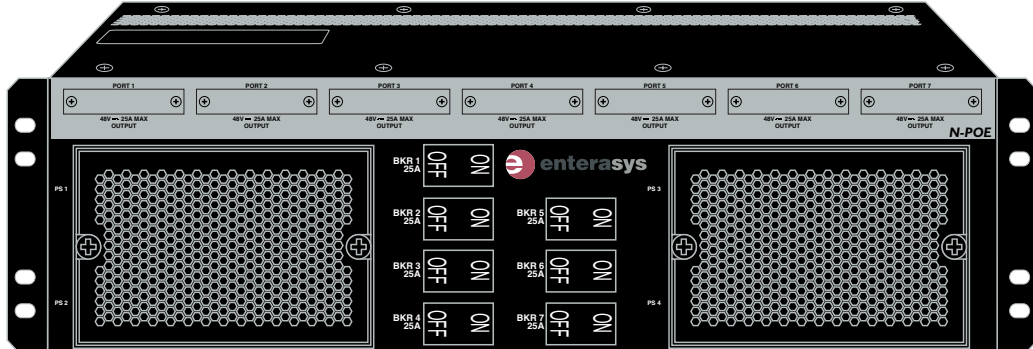 PORT 1
PORT 2
PORT 3
PORT 4
PORT 5
PORT 6
PORT 7
48V⎓ 25A MAX
OUTPUT
48V⎓ 25A MAX
OUTPUT
48V⎓ 25A MAX
OUTPUT
48V⎓ 25A MAX
OUTPUT
48V⎓ 25A MAX
OUTPUT
48V⎓ 25A MAX
OUTPUT
48V⎓ 25A MAX
OUTPUT
N-POE
PS 1
PS 2
BKR 1
25A
OFF
ON
e enterasys
BKR 2
25A
OFF
ON
BKR 5
25A
OFF
ON
BKR 3
25A
OFF
ON
BKR 6
25A
OFF
ON
BKR 4
25A
OFF
ON
BKR 7
25A
OFF
ON
PS 3
PS 4